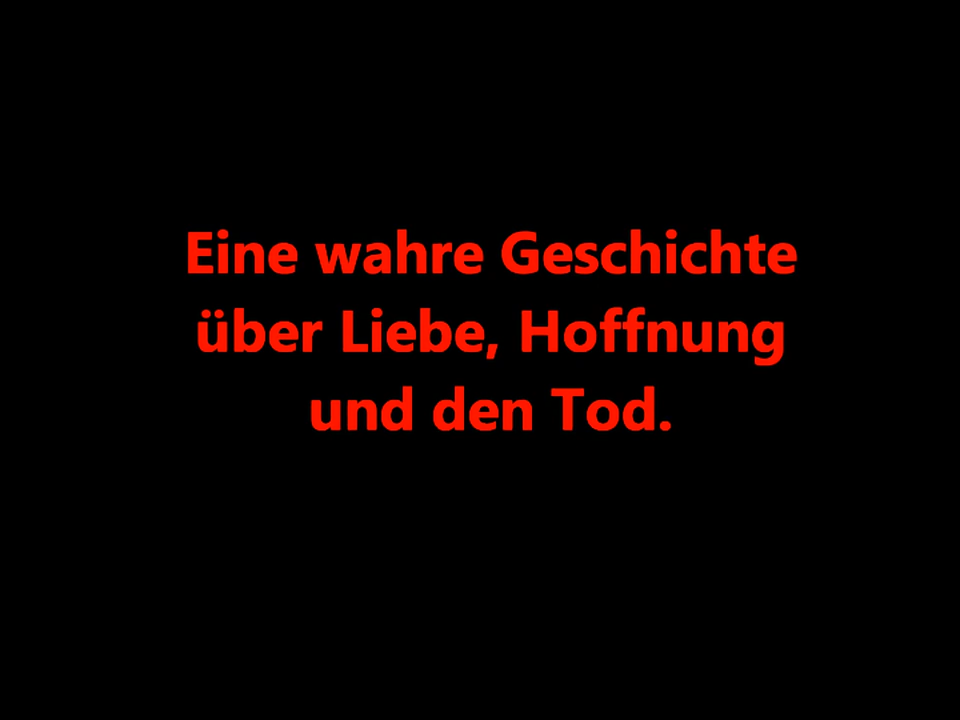 Eine wahre Geschichte
über Liebe, Hoffnung
und den Tod.